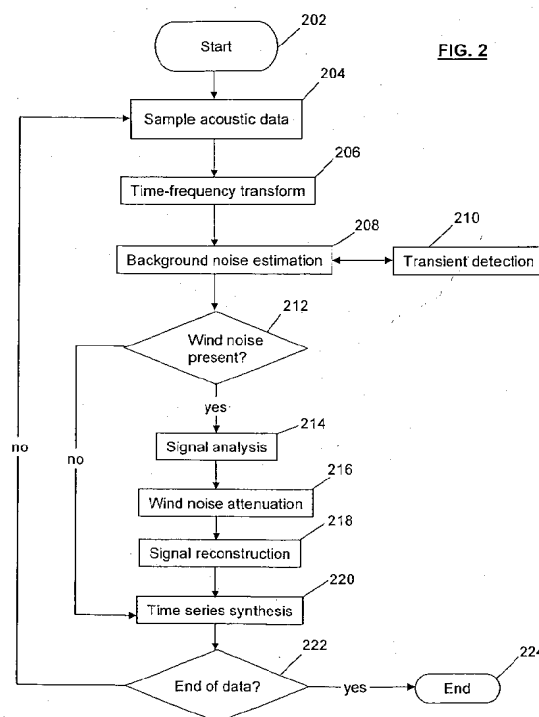 202
Start
FIG. 2
204
Sample acoustic data
206
Time-frequency transform
208
210
Background noise estimation
Transient detection
212
Wind noise
present?
yes
no
no
214
Signal analysis
216
Wind noise attenuation
218
Signal reconstruction
220
Time series synthesis
222
224
End of data?
yes
End